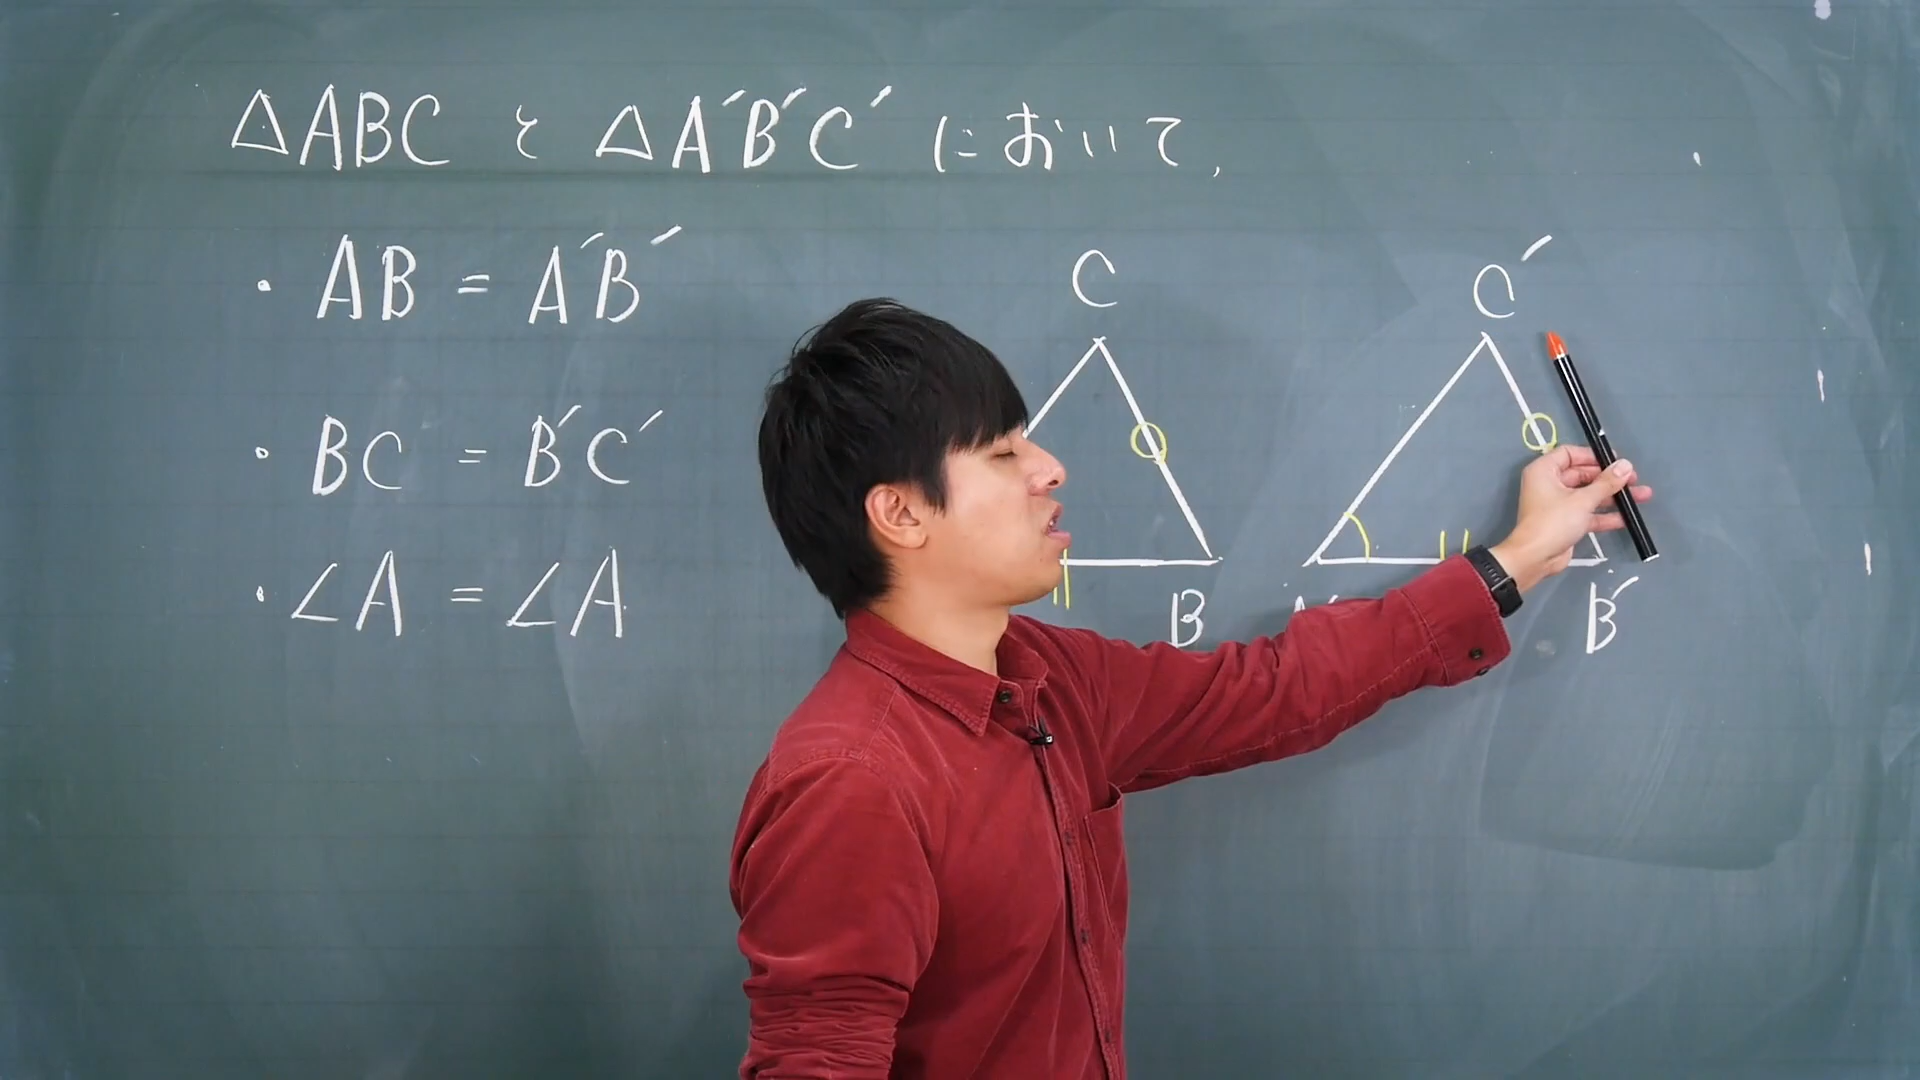 △ABC と △A′B′C′ において,
・ AB = A′B′
・ BC = B′C′
・∠A = ∠A
C
C′
B
B′